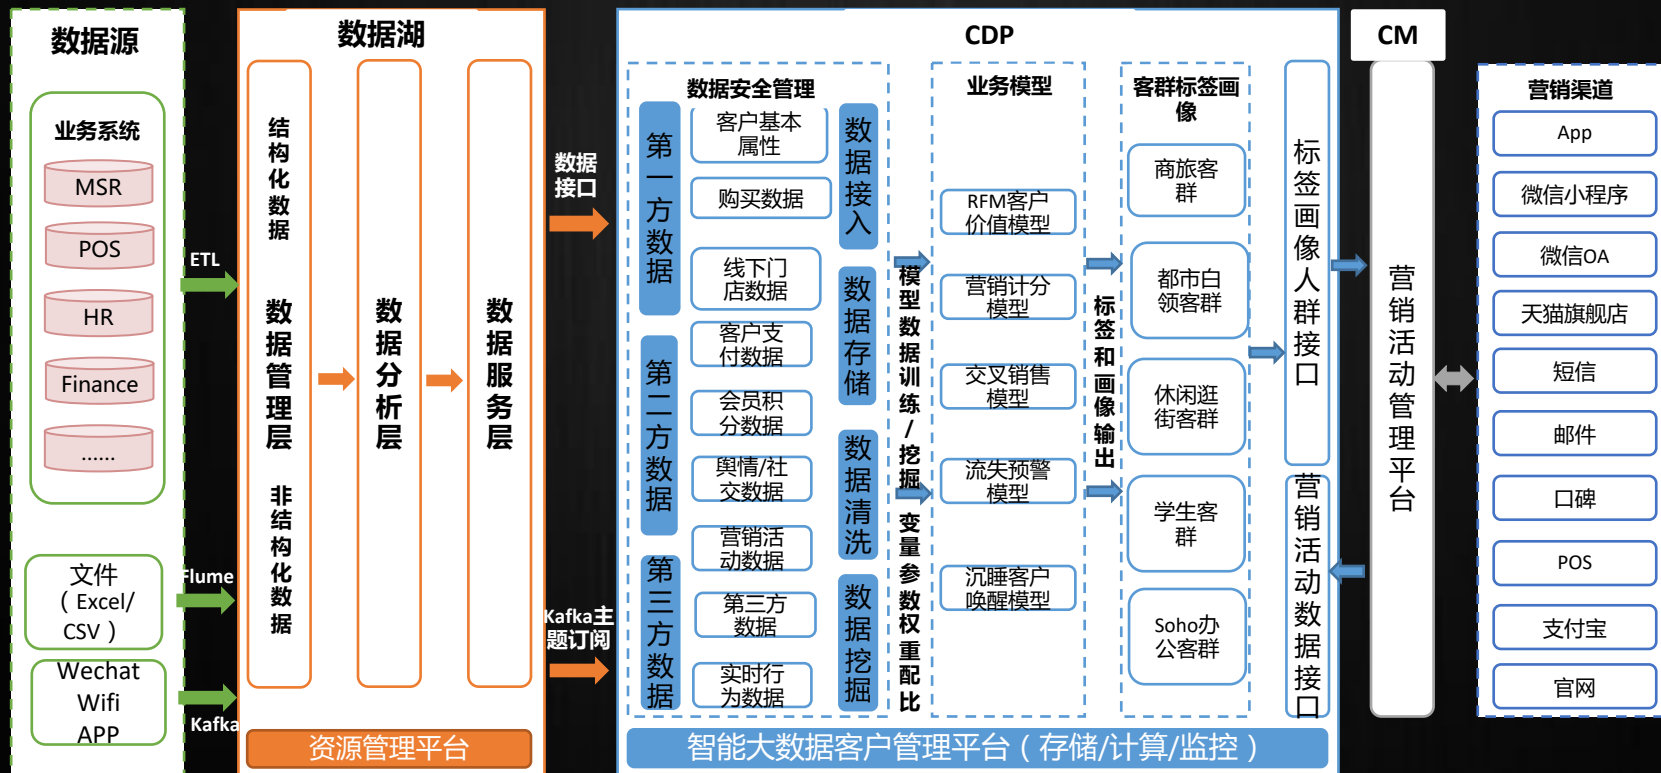 数据源
业务系统
MSR
POS
HR
Finance
......
文件
（Excel/
CSV）
Wechat
Wifi
APP
ETL
Flume
Kafka
数据湖
结构化数据
数据管理层
非结构化数据
数据分析层
数据服务层
资源管理平台
数据
接口
Kafka主
题订阅
CDP
数据安全管理
第一方数据
第二方数据
第三方数据
客户基本
属性
购买数据
线下门
店数据
客户支
付数据
会员积
分数据
舆情/社
交数据
营销活
动数据
第三方
数据
实时行
为数据
数据接入
数据存储
数据清洗
数据挖掘
模型数据训练/挖掘
变量参数权重配比
业务模型
RFM客户
价值模型
营销计分
模型
交叉销售
模型
流失预警
模型
沉睡客户
唤醒模型
标签和画像输出
客群标签画
像
商旅客
群
都市白
领客群
休闲逛
街客群
学生客
群
Soho办
公客群
标签画像人群接口
营销活动数据接口
智能大数据客户管理平台（存储/计算/监控）
CM
营销活动管理平台
营销渠道
App
微信小程序
微信OA
天猫旗舰店
短信
邮件
口碑
POS
支付宝
官网